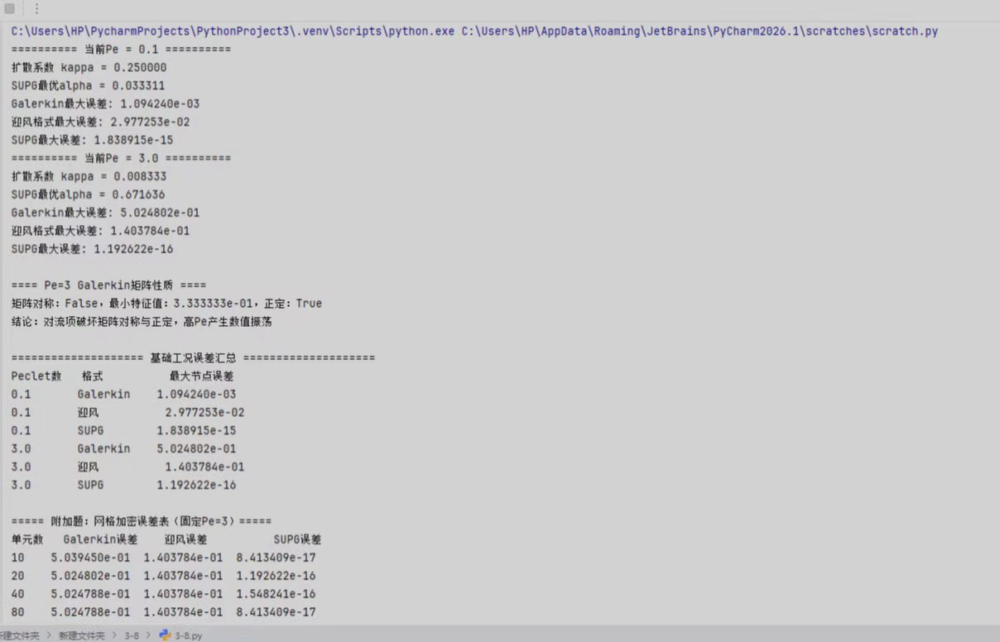 C:\Users\HP\PycharmProjects\PythonProject3\.venv\Scripts\python.exe C:\Users\HP\AppData\Roaming\JetBrains\PyCharm2026.1\scratches\scratch.py
========== 当前Pe = 0.1 ==========
扩散系数 kappa = 0.250000
SUPG最优alpha = 0.033311
Galerkin最大误差: 1.094240e-03
迎风格式最大误差: 2.977253e-02
SUPG最大误差: 1.838915e-15
========== 当前Pe = 3.0 ==========
扩散系数 kappa = 0.008333
SUPG最优alpha = 0.671636
Galerkin最大误差: 5.024802e-01
迎风格式最大误差: 1.403784e-01
SUPG最大误差: 1.192622e-16
==== Pe=3 Galerkin矩阵性质 ====
矩阵对称：False，最小特征值：3.333333e-01，正定：True
结论：对流项破坏矩阵对称与正定，高Pe产生数值振荡
==================== 基础工况误差汇总 ====================
Peclet数 格式 最大节点误差
0.1 Galerkin 1.094240e-03
0.1 迎风 2.977253e-02
0.1 SUPG 1.838915e-15
3.0 Galerkin 5.024802e-01
3.0 迎风 1.403784e-01
3.0 SUPG 1.192622e-16
===== 附加题：网格加密误差表（固定Pe=3）=====
单元数 Galerkin误差 迎风误差 SUPG误差
10 5.039450e-01 1.403784e-01 8.413409e-17
20 5.024802e-01 1.403784e-01 1.192622e-16
40 5.024788e-01 1.403784e-01 1.548241e-16
80 5.024788e-01 1.403784e-01 8.413409e-17
建文件夹 > 新建文件夹 > 3-8 > 3-8.py